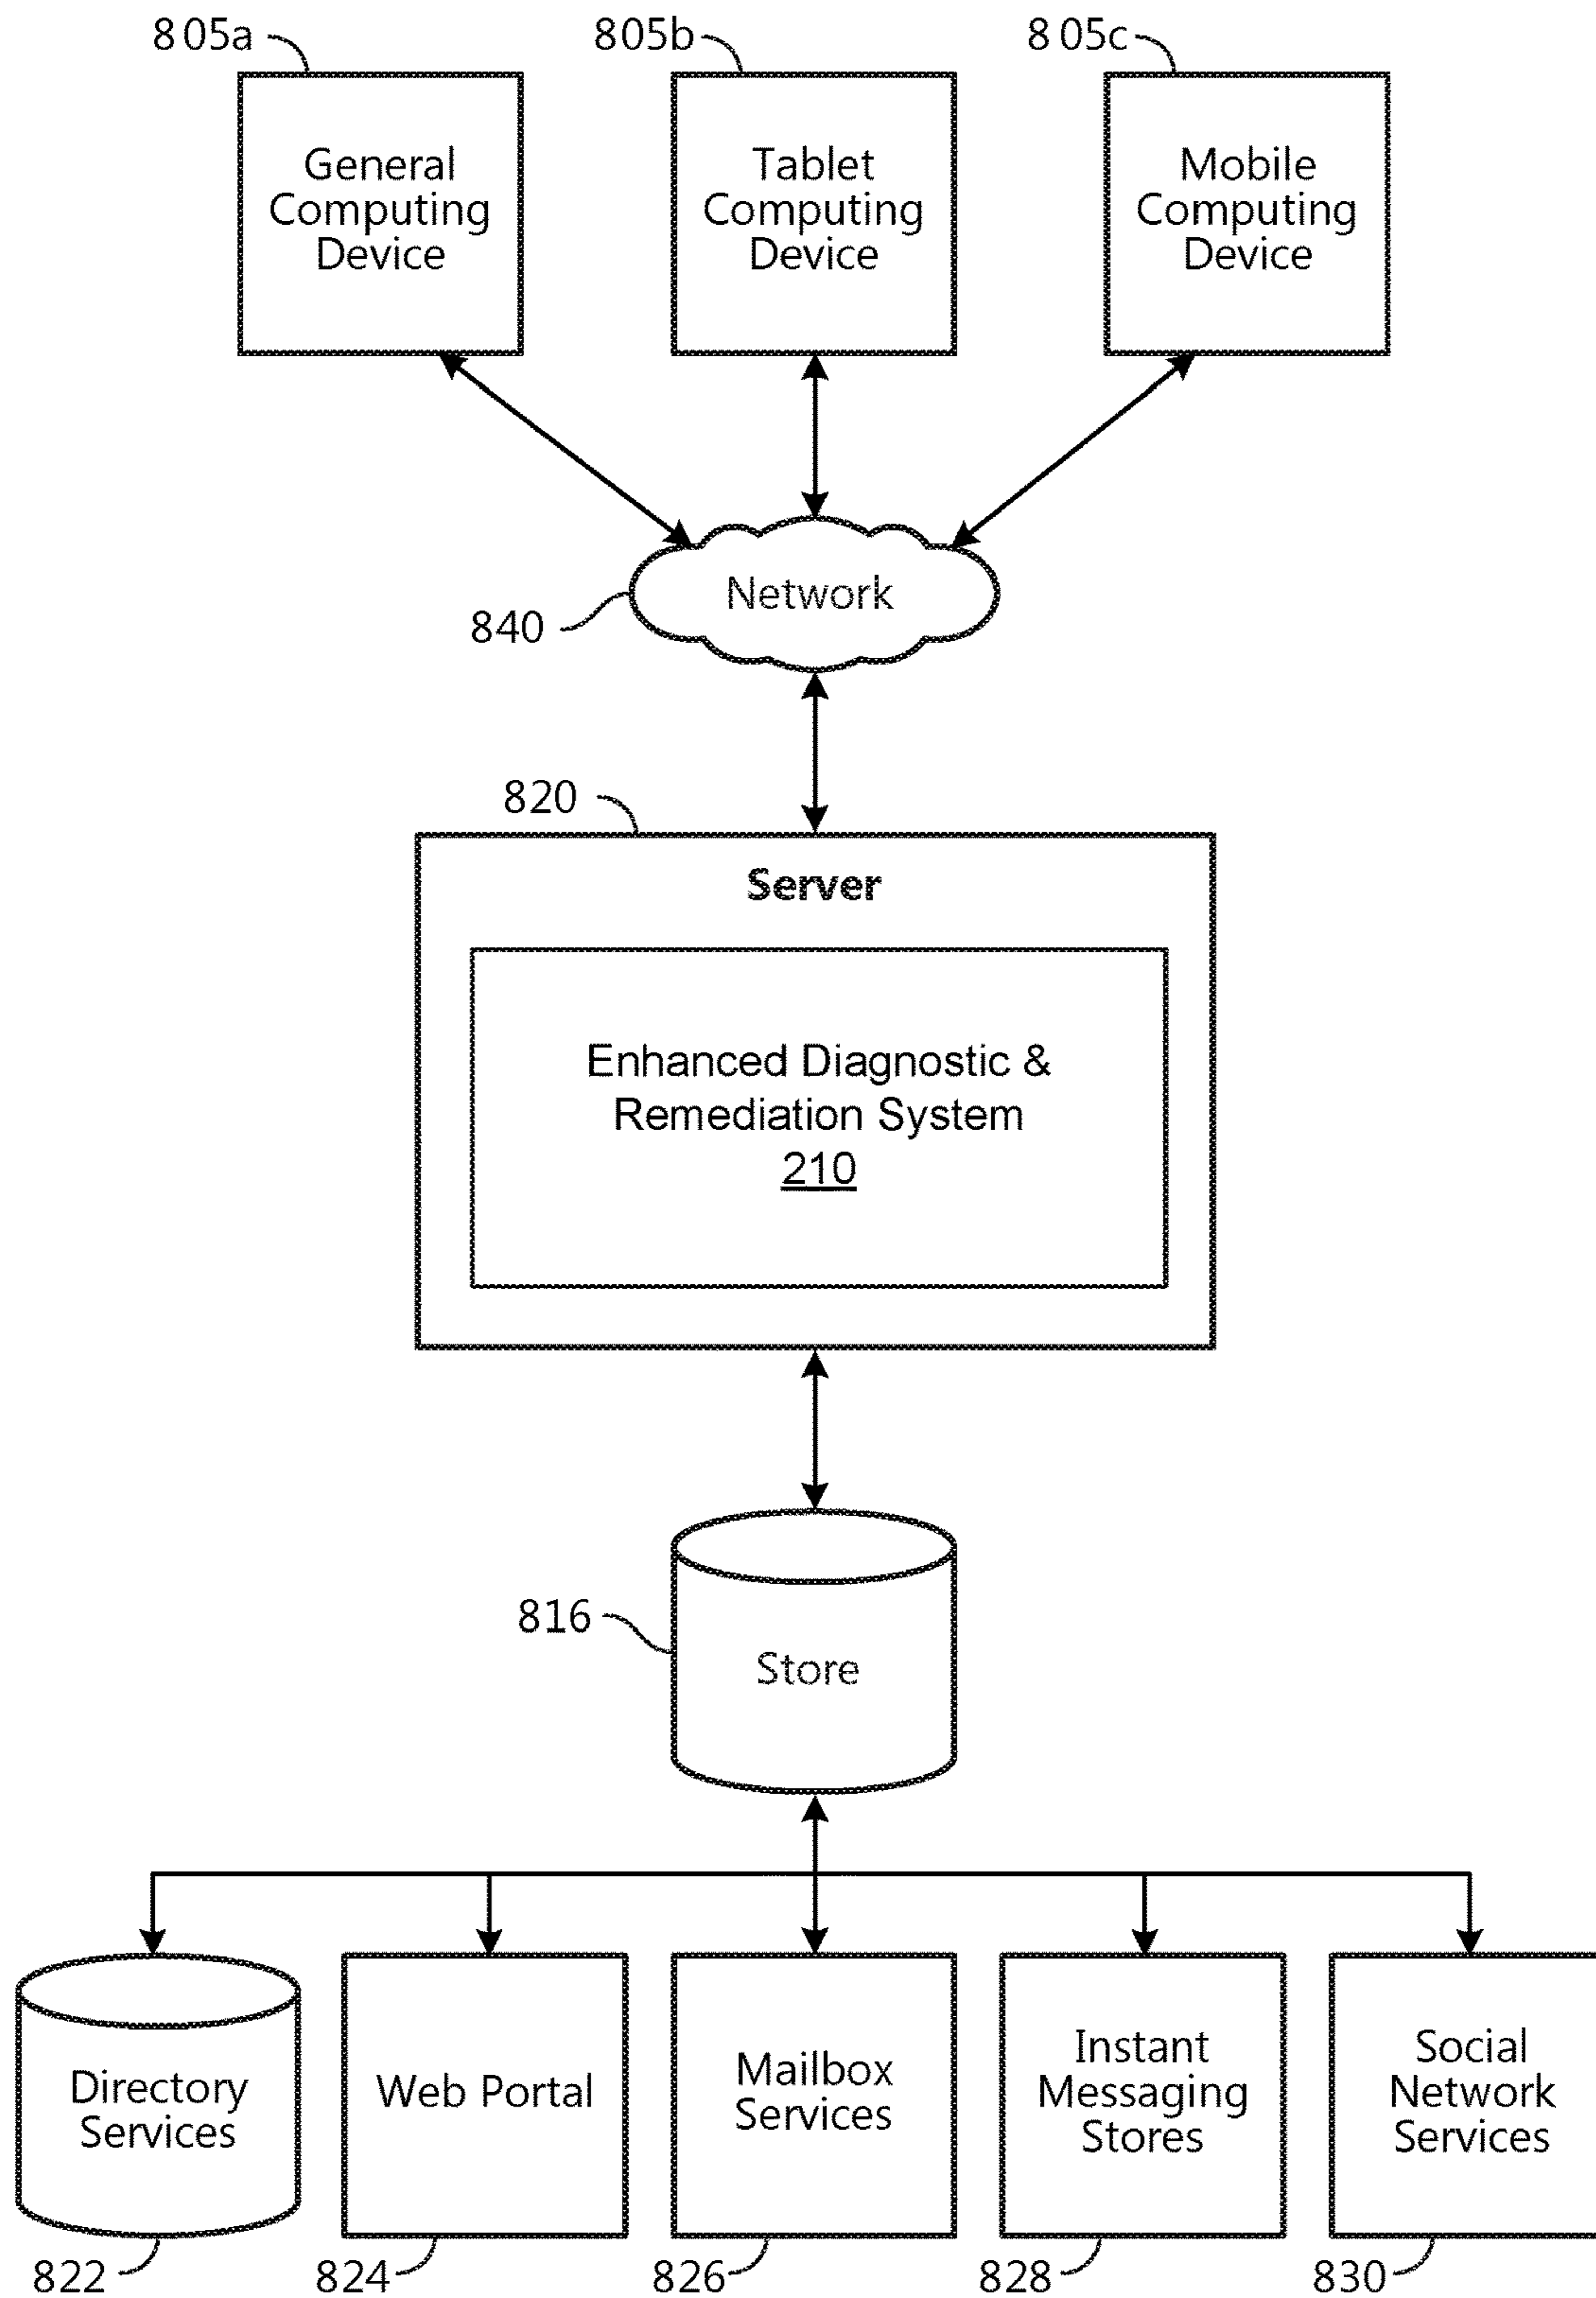 805a
805b
805c
General
Computing
Device
Tablet
Computing
Device
Mobile
Computing
Device
Network
840
820
Server
Enhanced Diagnostic &
Remediation System
210
816
Store
Directory
Services
Web Portal
Mailbox
Services
Instant
Messaging
Stores
Social
Network
Services
822
824
826
828
830